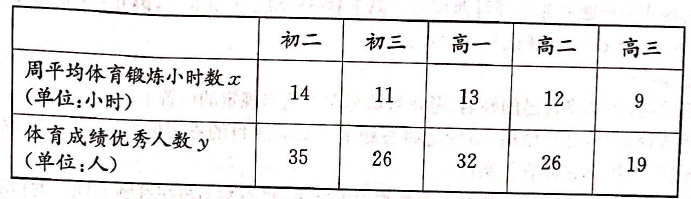 初二 初三 高一 高二 高三
周平均体育锻炼小时数x
(单位:小时) 14 11 13 12 9
体育成绩优秀人数y
(单位:人) 35 26 32 26 19